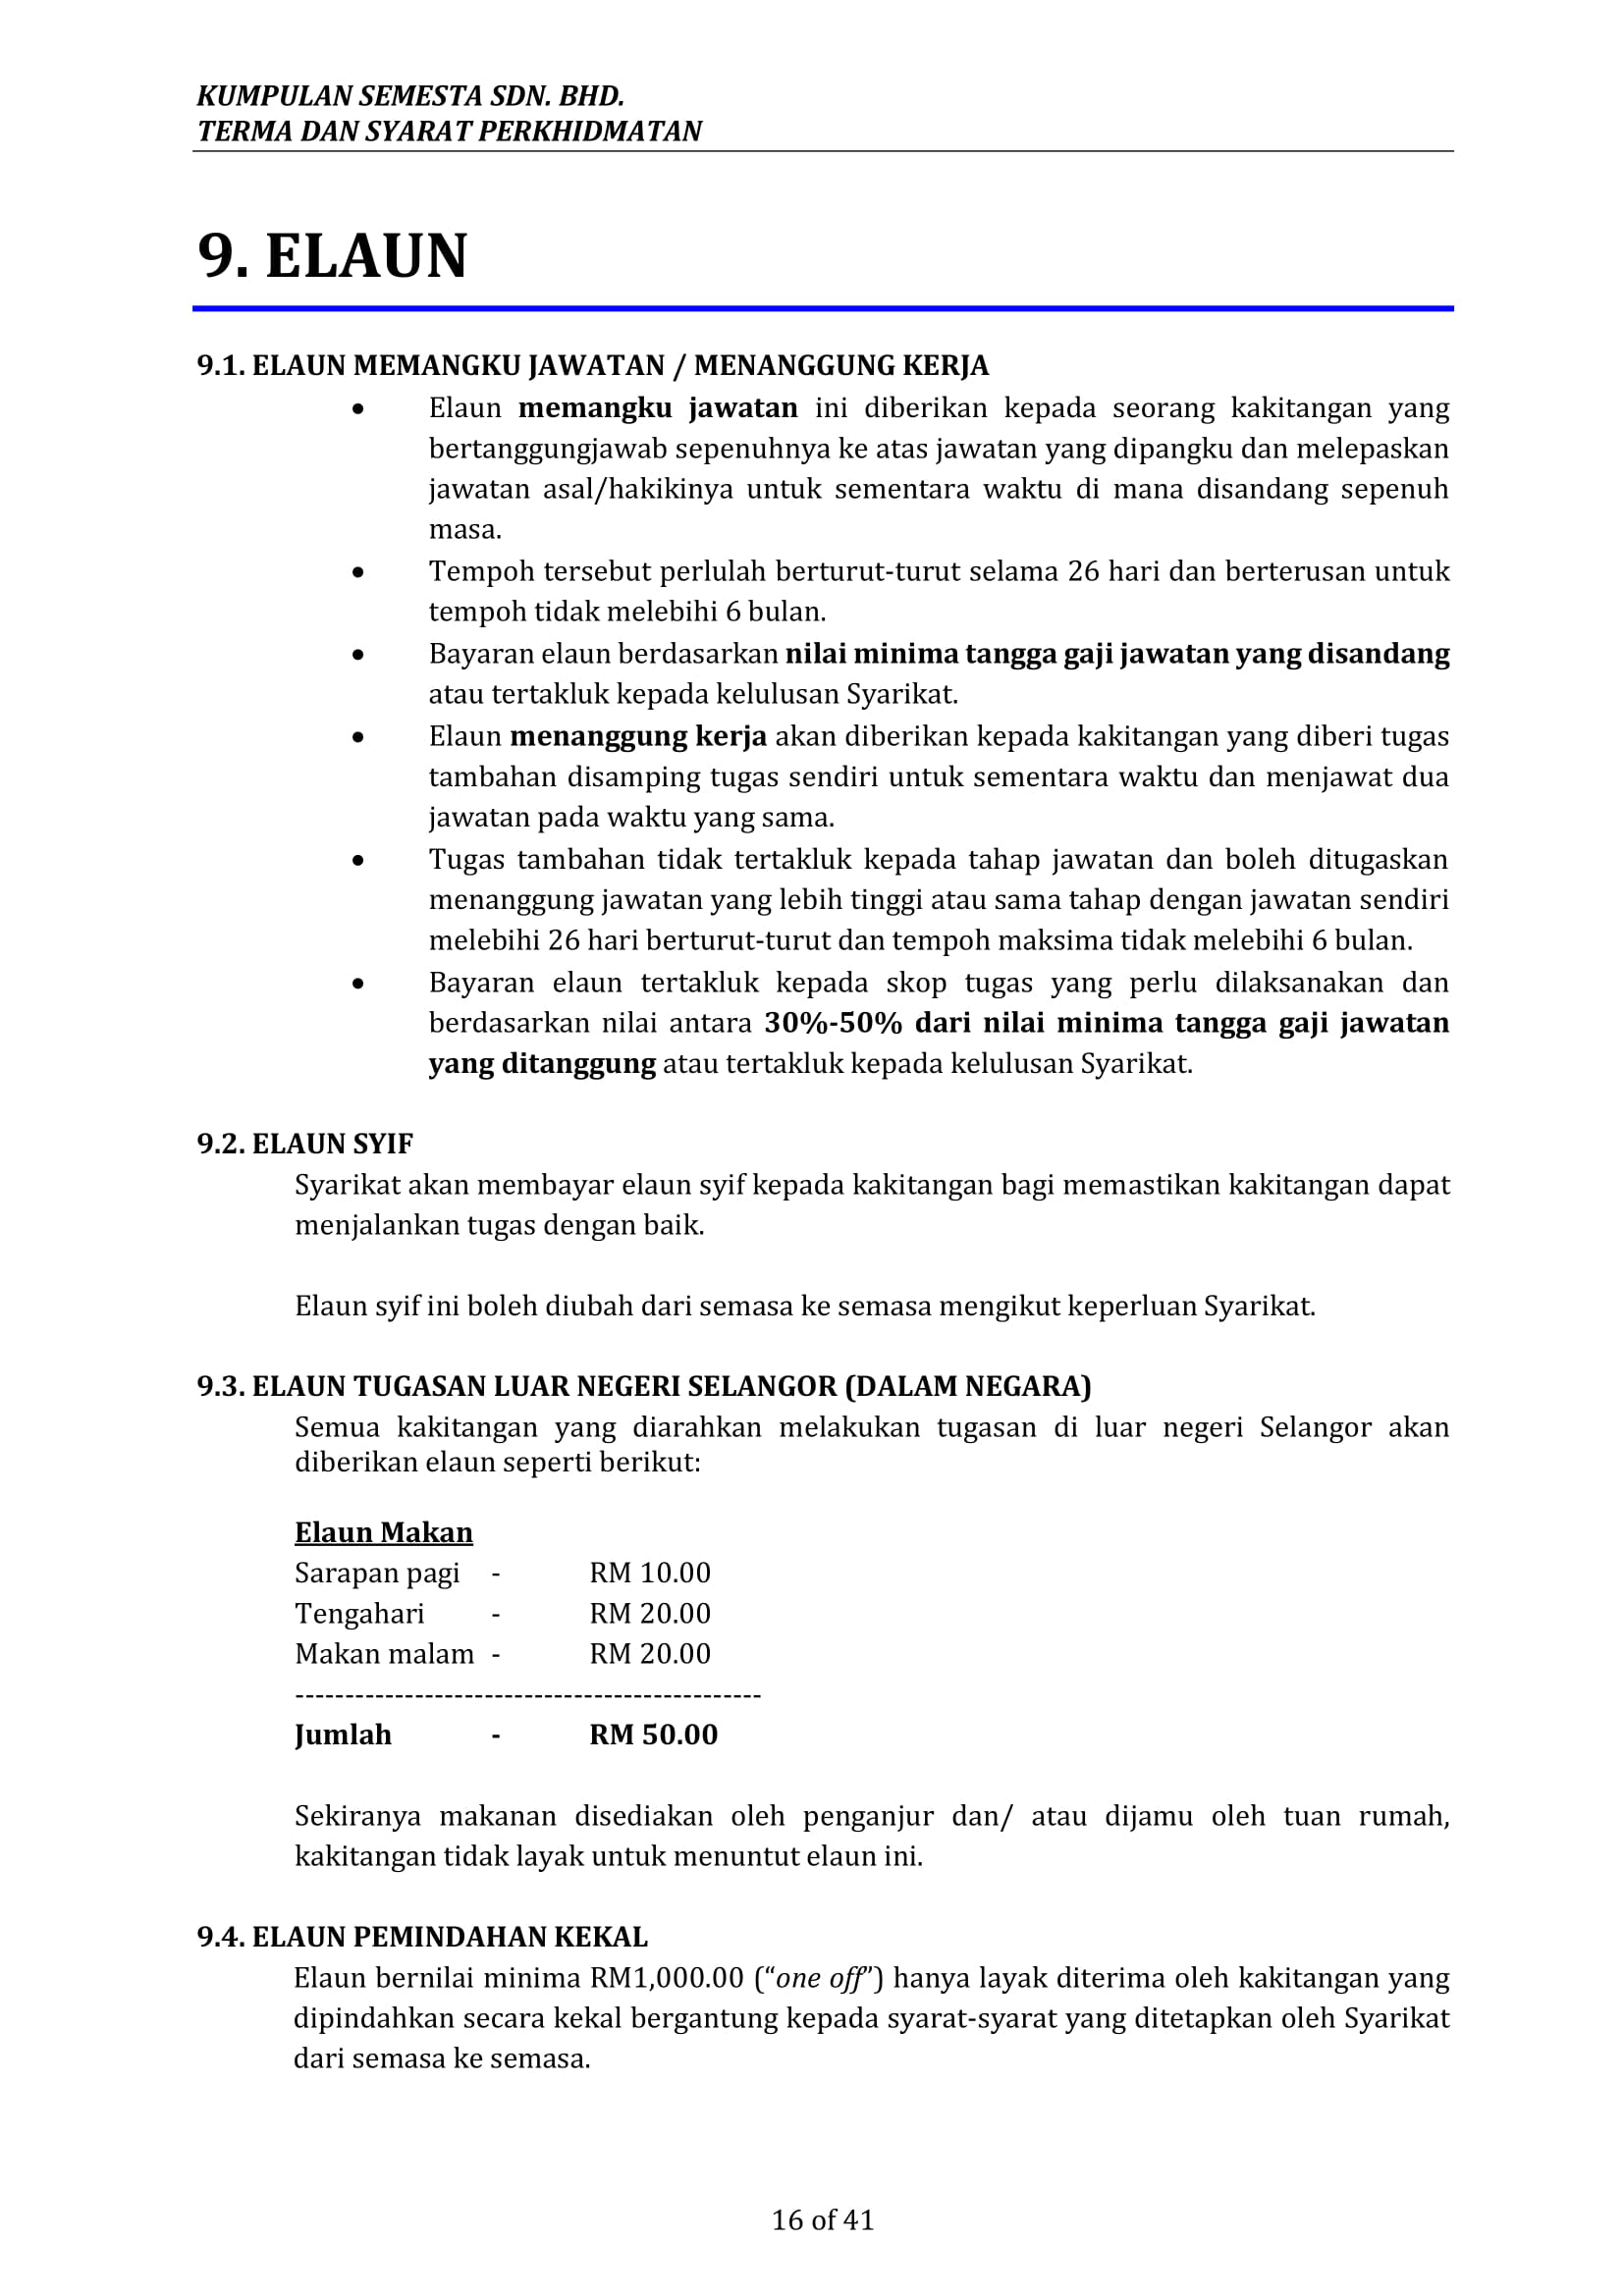 KUMPULAN SEMESTA SDN. BHD.
TERMA DAN SYARAT PERKHIDMATAN
9. ELAUN
9.1. ELAUN MEMANGKU JAWATAN / MENANGGUNG KERJA
• Elaun memangku jawatan ini diberikan kepada seorang kakitangan yang
bertanggungjawab sepenuhnya ke atas jawatan yang dipangku dan melepaskan
jawatan asal/hakikinya untuk sementara waktu di mana disandang sepenuh
masa.
• Tempoh tersebut perlulah berturut-turut selama 26 hari dan berterusan untuk
tempoh tidak melebihi 6 bulan.
• Bayaran elaun berdasarkan nilai minima tangga gaji jawatan yang disandang
atau tertakluk kepada kelulusan Syarikat.
• Elaun menanggung kerja akan diberikan kepada kakitangan yang diberi tugas
tambahan disamping tugas sendiri untuk sementara waktu dan menjawat dua
jawatan pada waktu yang sama.
• Tugas tambahan tidak tertakluk kepada tahap jawatan dan boleh ditugaskan
menanggung jawatan yang lebih tinggi atau sama tahap dengan jawatan sendiri
melebihi 26 hari berturut-turut dan tempoh maksima tidak melebihi 6 bulan.
• Bayaran elaun tertakluk kepada skop tugas yang perlu dilaksanakan dan
berdasarkan nilai antara 30%-50% dari nilai minima tangga gaji jawatan
yang ditanggung atau tertakluk kepada kelulusan Syarikat.
9.2. ELAUN SYIF
Syarikat akan membayar elaun syif kepada kakitangan bagi memastikan kakitangan dapat
menjalankan tugas dengan baik.
Elaun syif ini boleh diubah dari semasa ke semasa mengikut keperluan Syarikat.
9.3. ELAUN TUGASAN LUAR NEGERI SELANGOR (DALAM NEGARA)
Semua kakitangan yang diarahkan melakukan tugasan di luar negeri Selangor akan
diberikan elaun seperti berikut:
Elaun Makan
Sarapan pagi - RM 10.00
Tengahari - RM 20.00
Makan malam - RM 20.00
-----------------------------------------------
Jumlah - RM 50.00
Sekiranya makanan disediakan oleh penganjur dan/ atau dijamu oleh tuan rumah,
kakitangan tidak layak untuk menuntut elaun ini.
9.4. ELAUN PEMINDAHAN KEKAL
Elaun bernilai minima RM1,000.00 (“one off”) hanya layak diterima oleh kakitangan yang
dipindahkan secara kekal bergantung kepada syarat-syarat yang ditetapkan oleh Syarikat
dari semasa ke semasa.
16 of 41